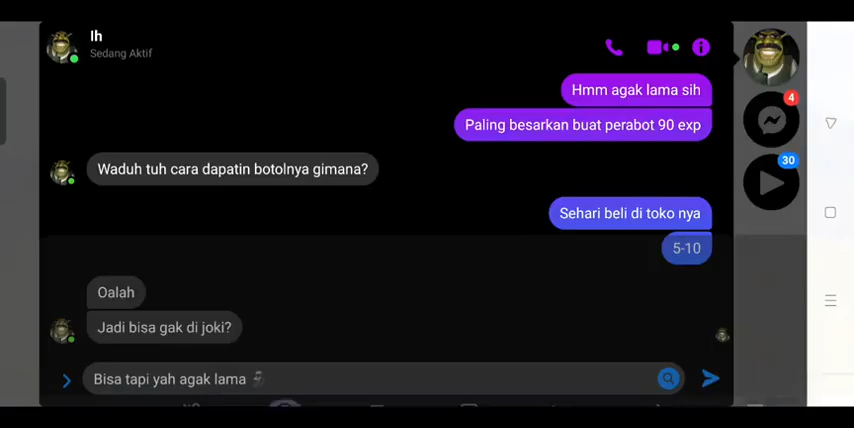 Ih
Sedang Aktif
Hmm agak lama sih
4
Paling besarkan buat perabot 90 exp
Waduh tuh cara dapatin botolnya gimana?
30
Sehari beli di toko nya
5-10
Oalah
Jadi bisa gak di joki?
Bisa tapi yah agak lama 🗿